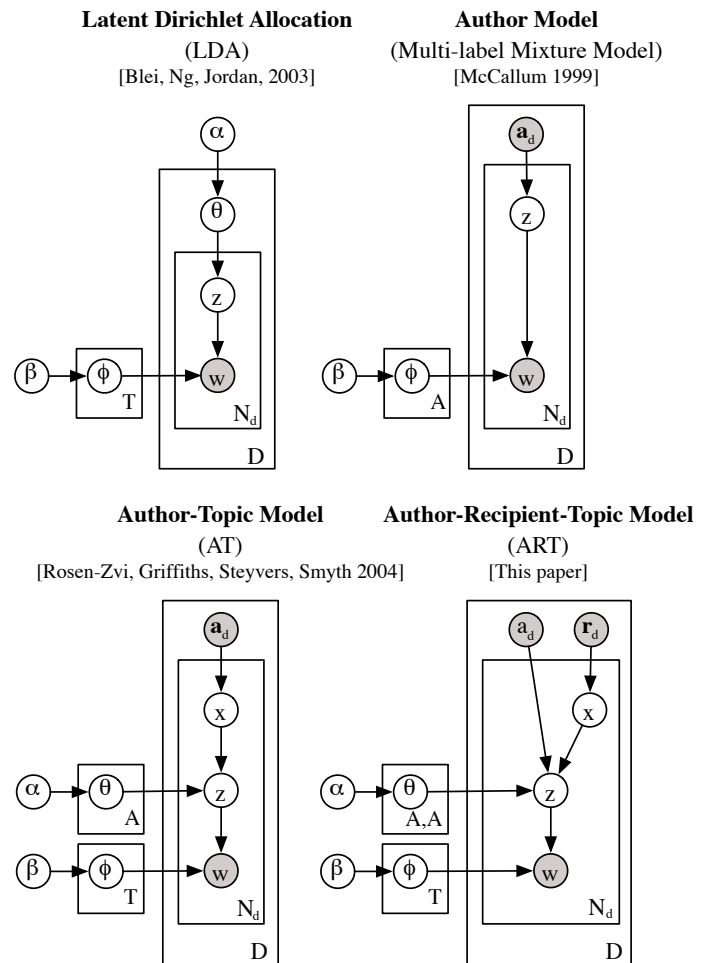 Latent Dirichlet Allocation
(LDA)
[Blei, Ng, Jordan, 2003]
α
θ
z
β
ϕ
w
T
N_d
D
Author Model
(Multi-label Mixture Model)
[McCallum 1999]
a_d
z
β
ϕ
w
A
N_d
D
Author-Topic Model
(AT)
[Rosen-Zvi, Griffiths, Steyvers, Smyth 2004]
a_d
x
α
θ
z
A
β
ϕ
w
T
N_d
D
Author-Recipient-Topic Model
(ART)
[This paper]
a_d
r_d
x
α
θ
z
A,A
β
ϕ
w
T
N_d
D